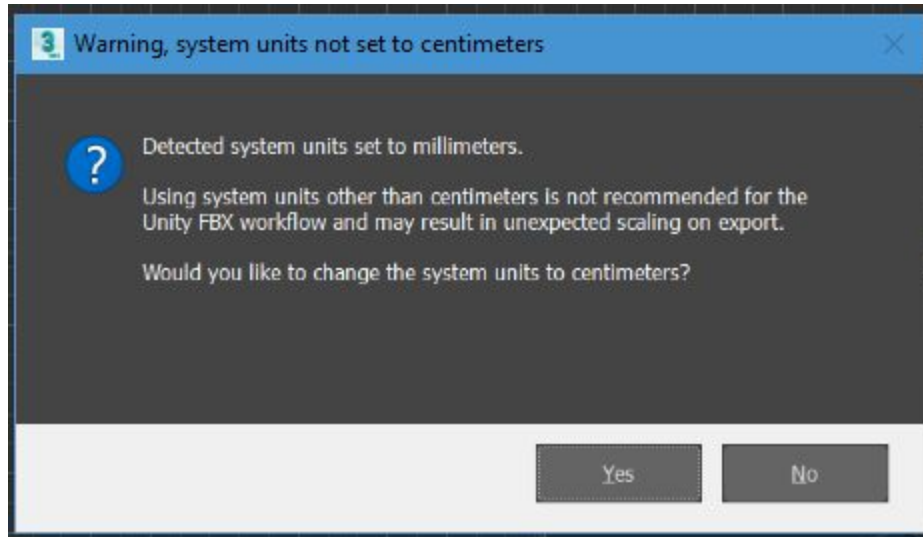 3
Warning, system units not set to centimeters
?
Detected system units set to millimeters.
Using system units other than centimeters is not recommended for the
Unity FBX workflow and may result in unexpected scaling on export.
Would you like to change the system units to centimeters?
Yes
No